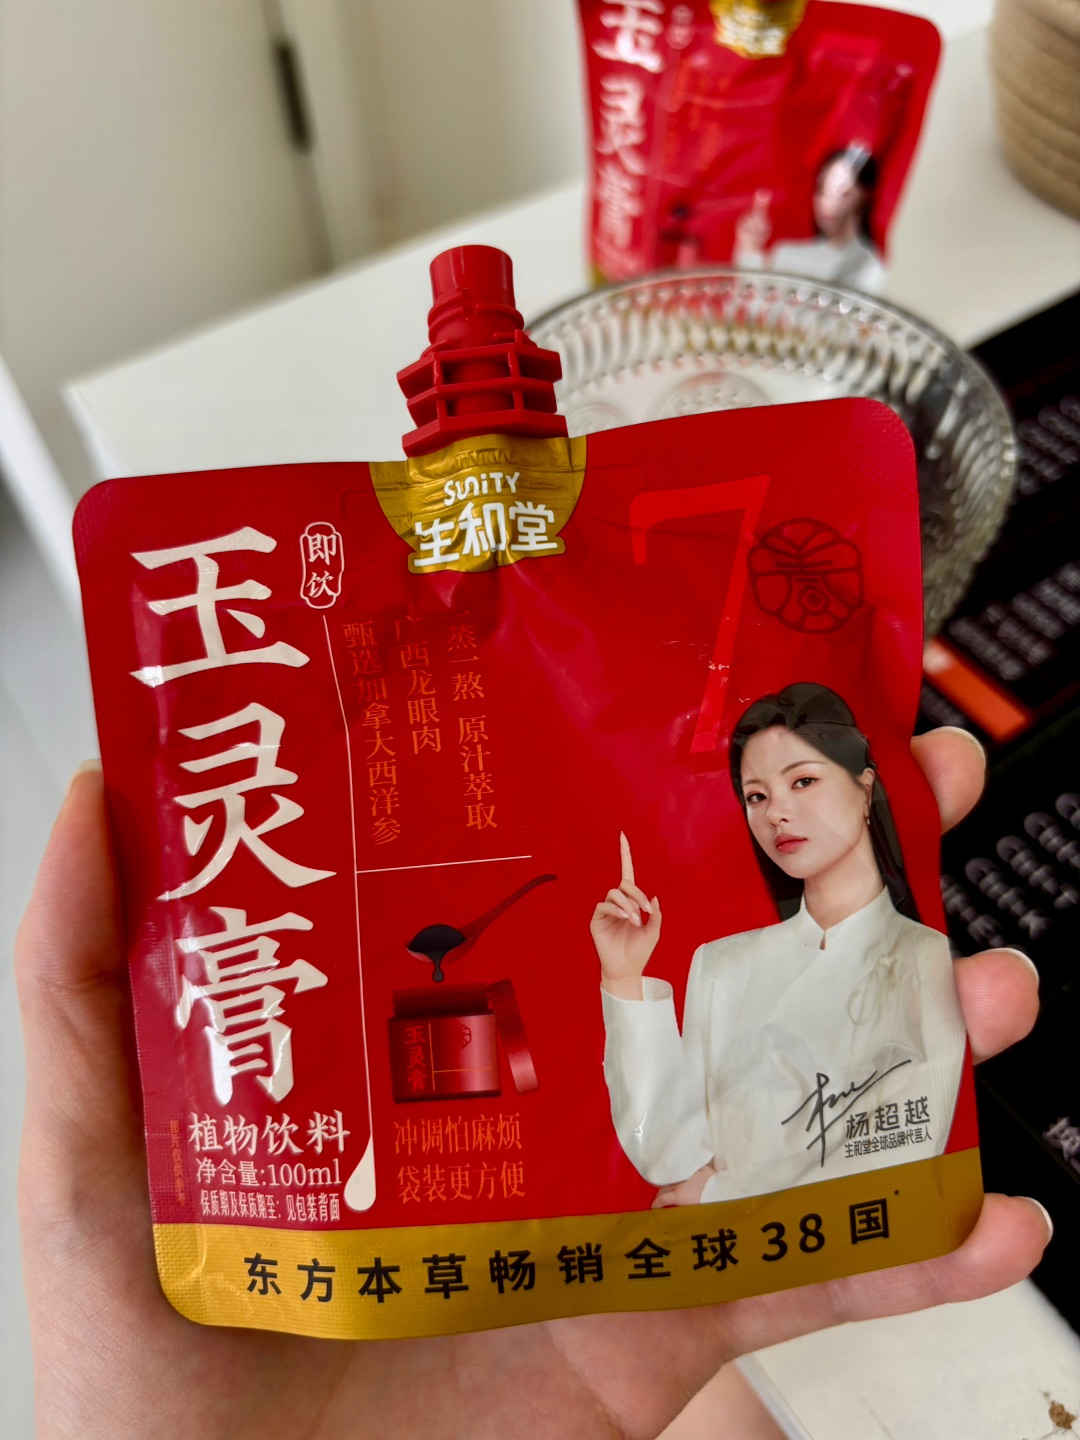 SUNITY
生和堂
玉灵膏
即饮
甄选加拿大西洋参
广西龙眼肉
蒸一熬 原汁萃取
7
玉灵膏
冲调怕麻烦
袋装更方便
植物饮料
净含量:100ml
保质期及保质期至：见包装背面
杨超越
生和堂全球品牌代言人
东方本草畅销全球38国*
玉灵膏